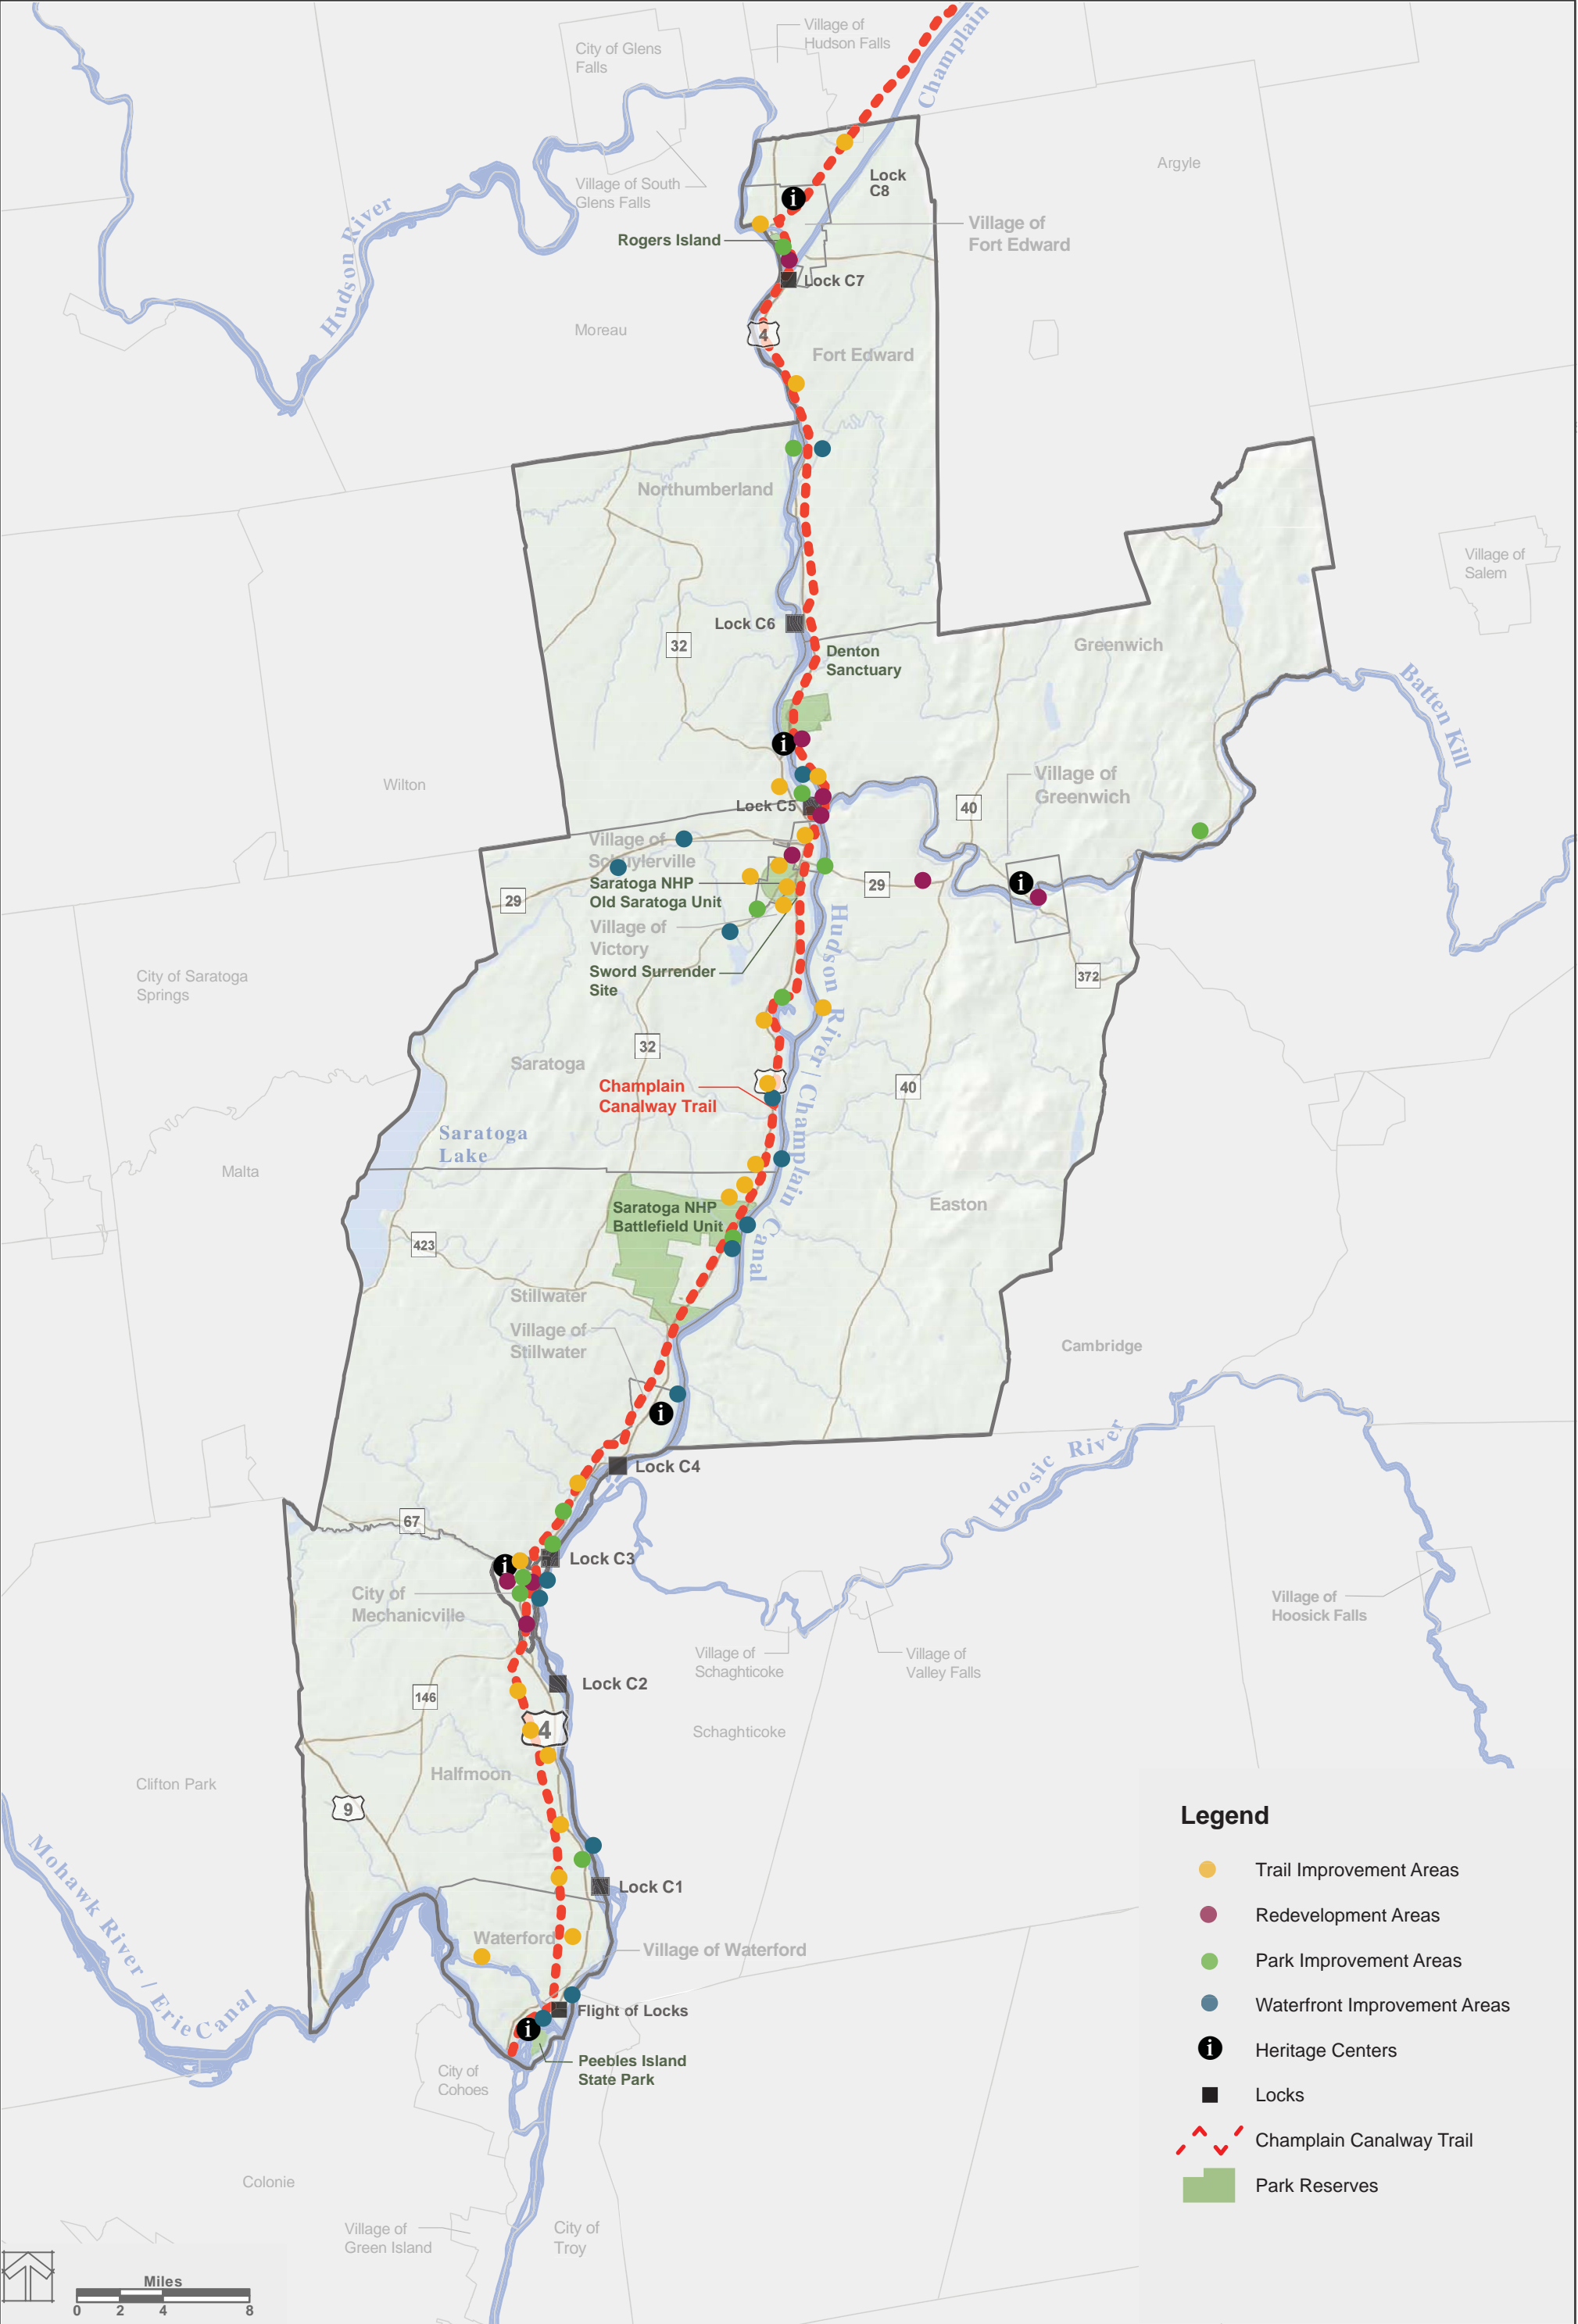 Village of
Hudson Falls
City of Glens
Falls
Champlain
Argyle
Lock
C8
Village of South
Glens Falls
Hudson River
Rogers Island
Village of
Fort Edward
Lock C7
Moreau
4
Fort Edward
Northumberland
Village of
Salem
Lock C6
32
Denton
Sanctuary
Greenwich
Batten Kill
Wilton
Village of
Greenwich
Lock C5
40
Village of
Schuylerville
Saratoga NHP
Old Saratoga Unit
29
29
Village of
Victory
Sword Surrender
Site
City of Saratoga
Springs
372
Hudson River | Champlain Canal
32
Saratoga
Champlain
Canalway Trail
40
Saratoga
Lake
Malta
Saratoga NHP
Battlefield Unit
Easton
423
Stillwater
Village of
Stillwater
Cambridge
Lock C4
Hoosic River
67
Lock C3
City of
Mechanicville
Village of
Hoosick Falls
Village of
Schaghticoke
Village of
Valley Falls
Lock C2
146
4
Schaghticoke
Halfmoon
Clifton Park
9
Mohawk River / Erie Canal
Lock C1
Waterford
Village of Waterford
Flight of Locks
Peebles Island
State Park
City of
Cohoes
Colonie
Village of
Green Island
City of
Troy
Legend
Trail Improvement Areas
Redevelopment Areas
Park Improvement Areas
Waterfront Improvement Areas
Heritage Centers
Locks
Champlain Canalway Trail
Park Reserves
Miles
0 2 4 8